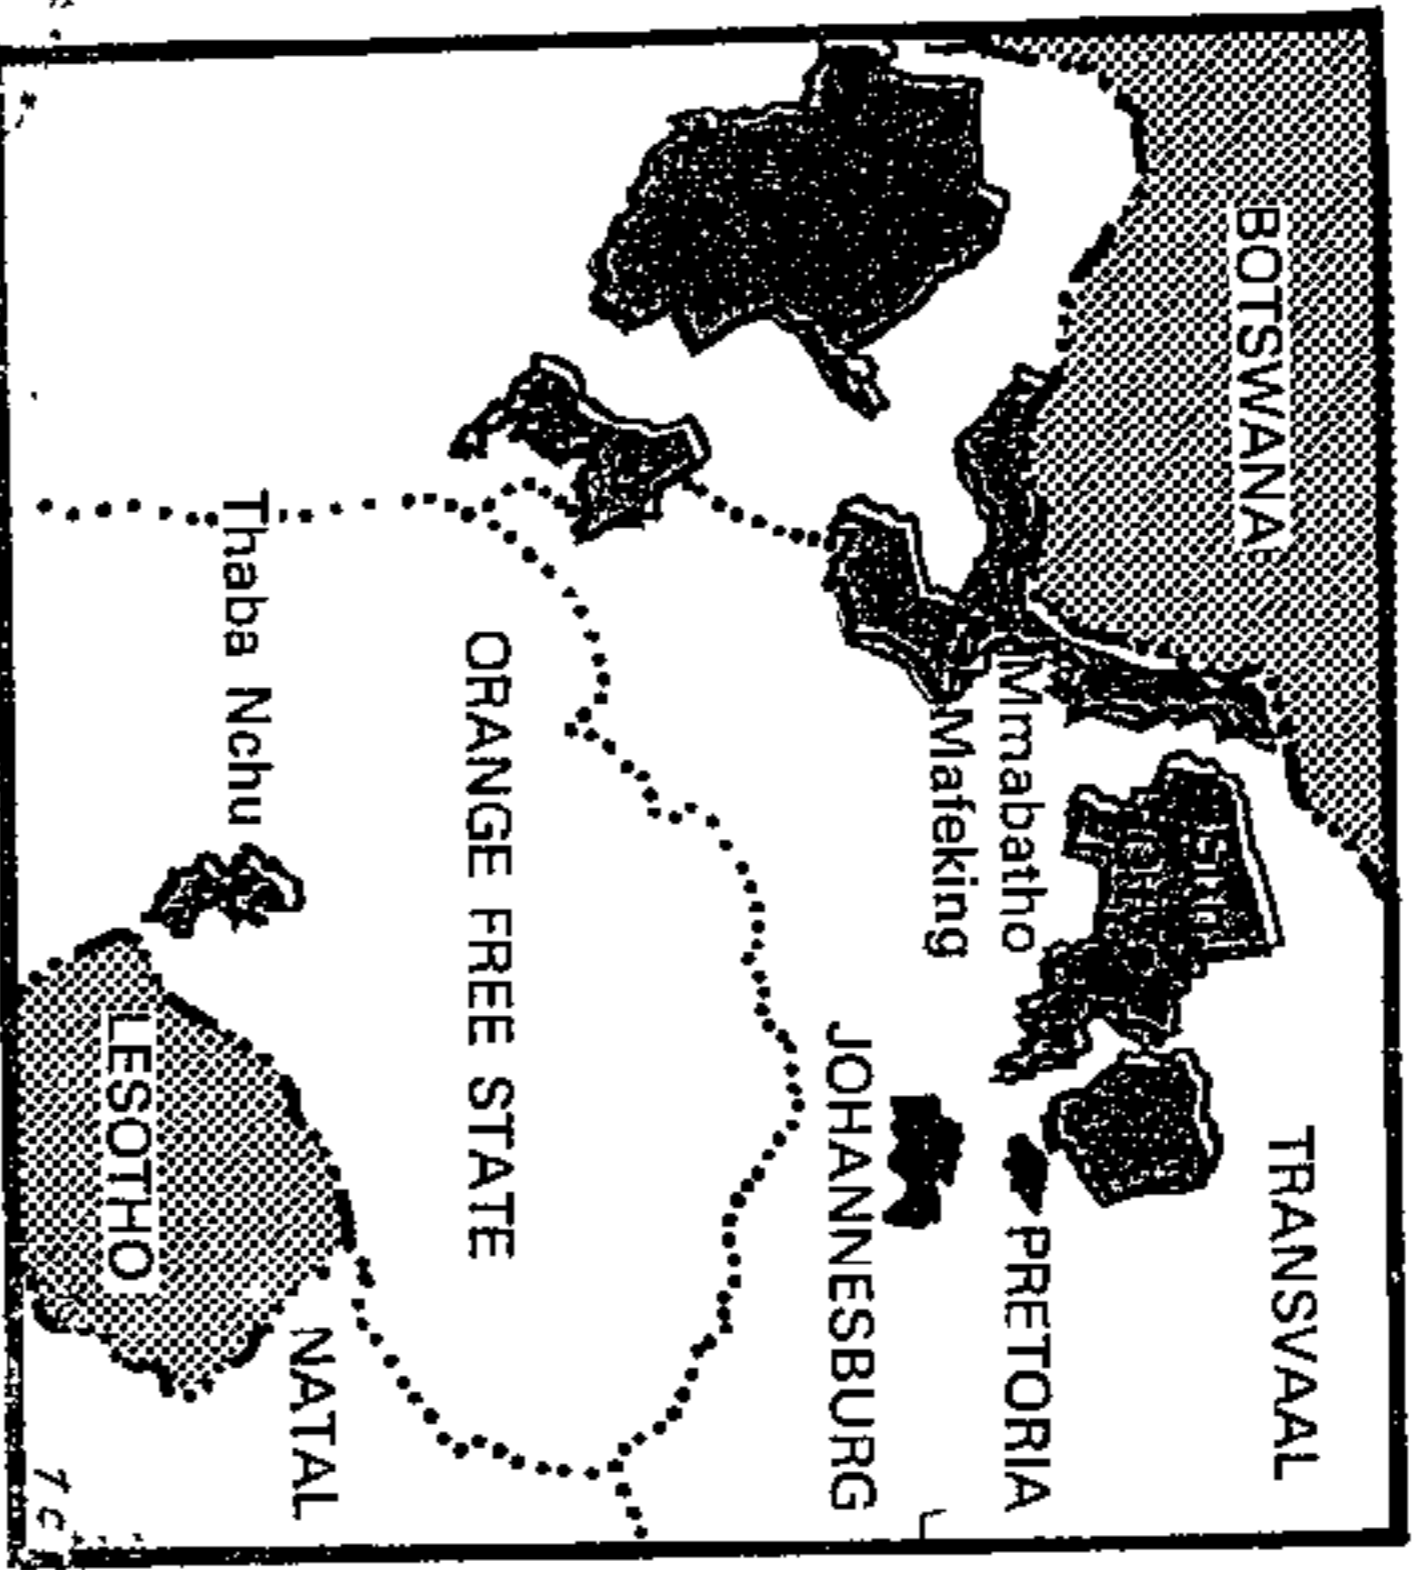 BOTSWANA
TRANSVAAL
Mmabatho
Mafeking
PRETORIA
JOHANNESBURG
ORANGE FREE STATE
Thaba Nchu
NATAL
LESOTHO